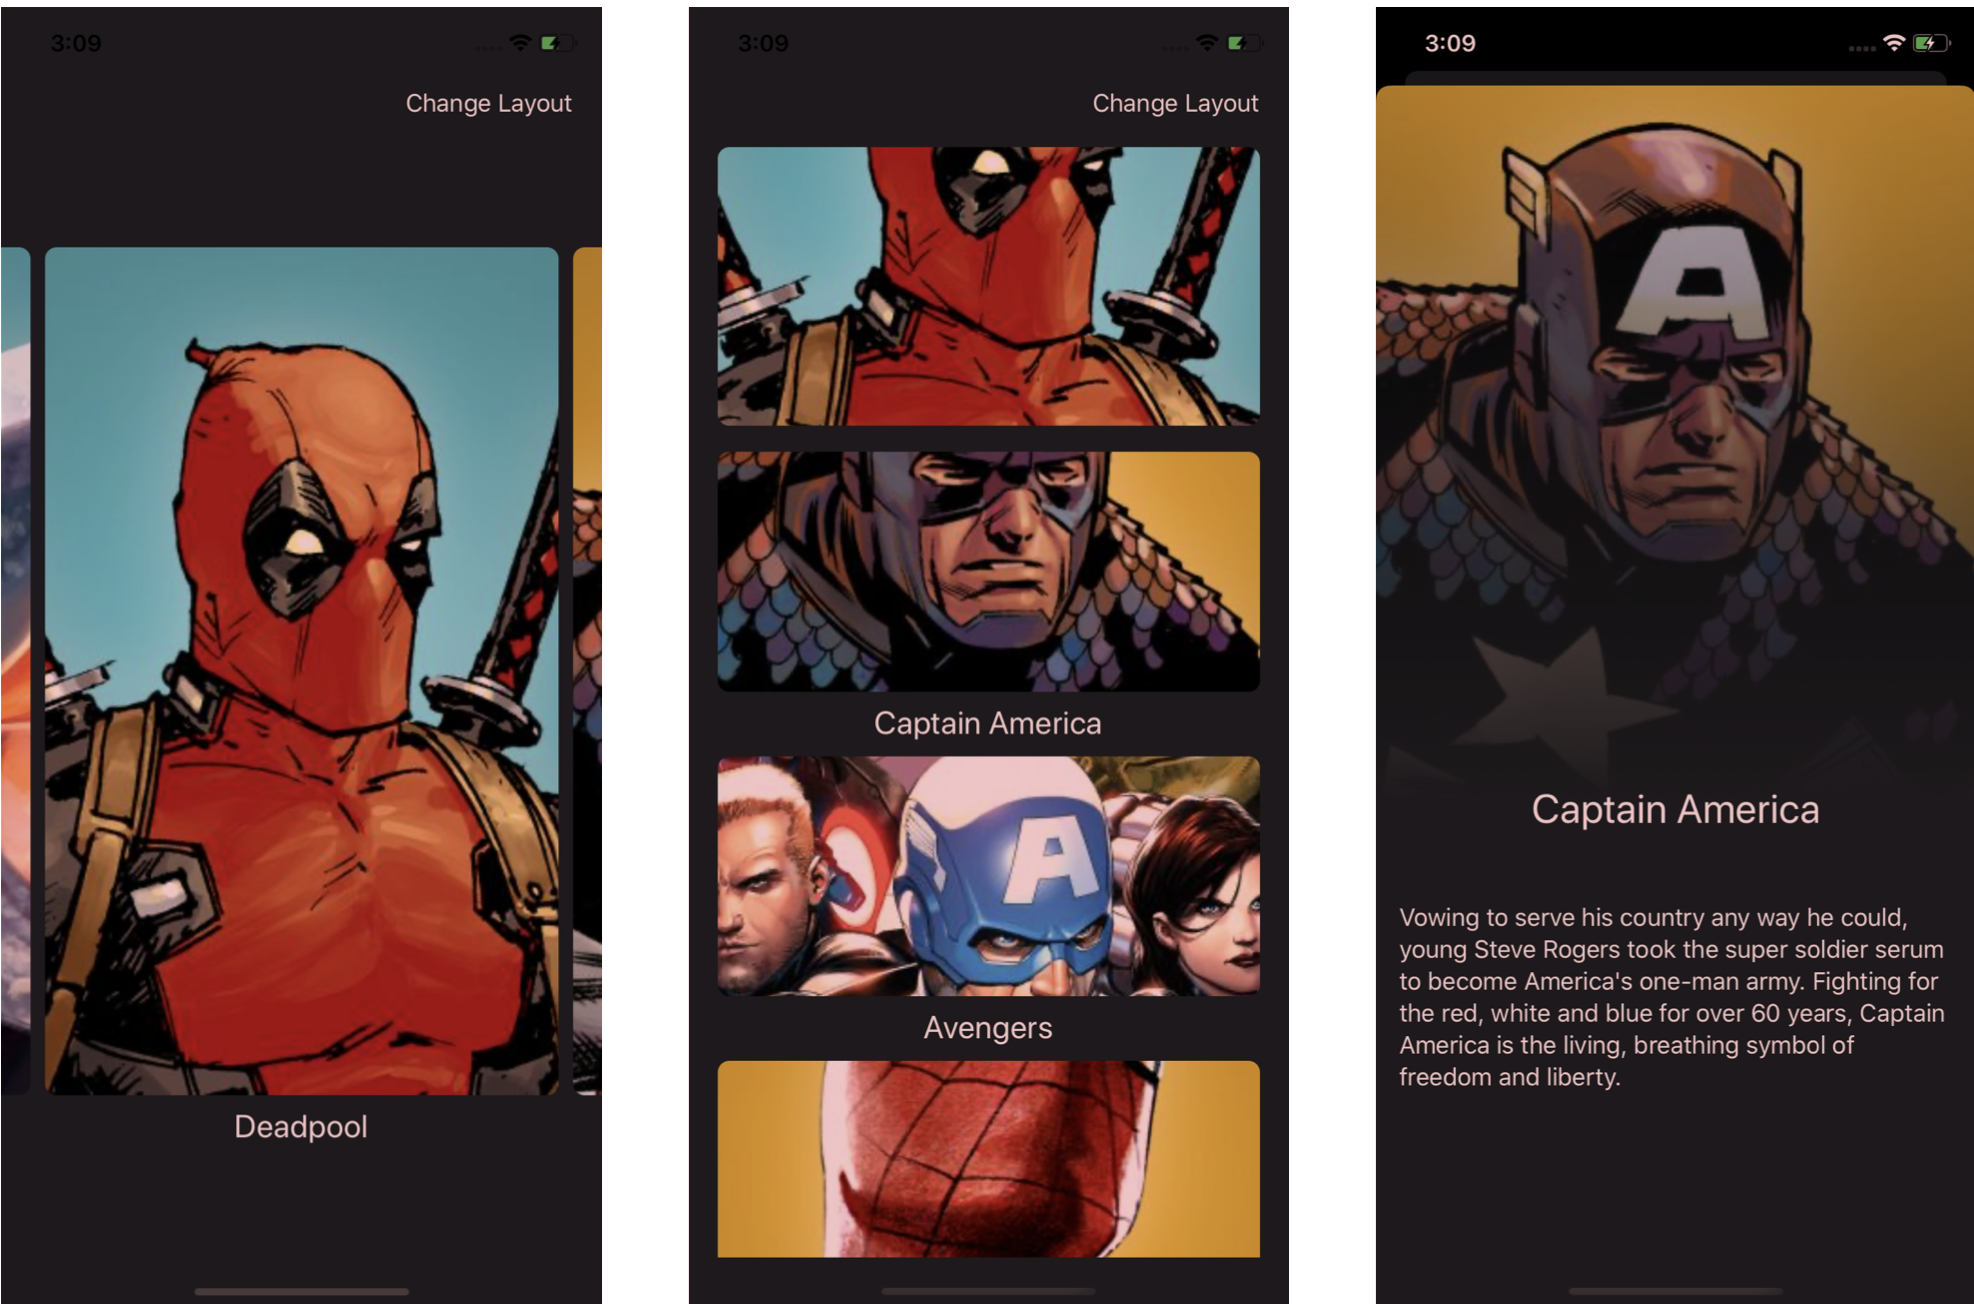 3:09
Change Layout
Deadpool
3:09
Change Layout
A
Captain America
Avengers
3:09
A
Captain America
Vowing to serve his country any way he could,
young Steve Rogers took the super soldier serum
to become America's one-man army. Fighting for
the red, white and blue for over 60 years, Captain
America is the living, breathing symbol of
freedom and liberty.